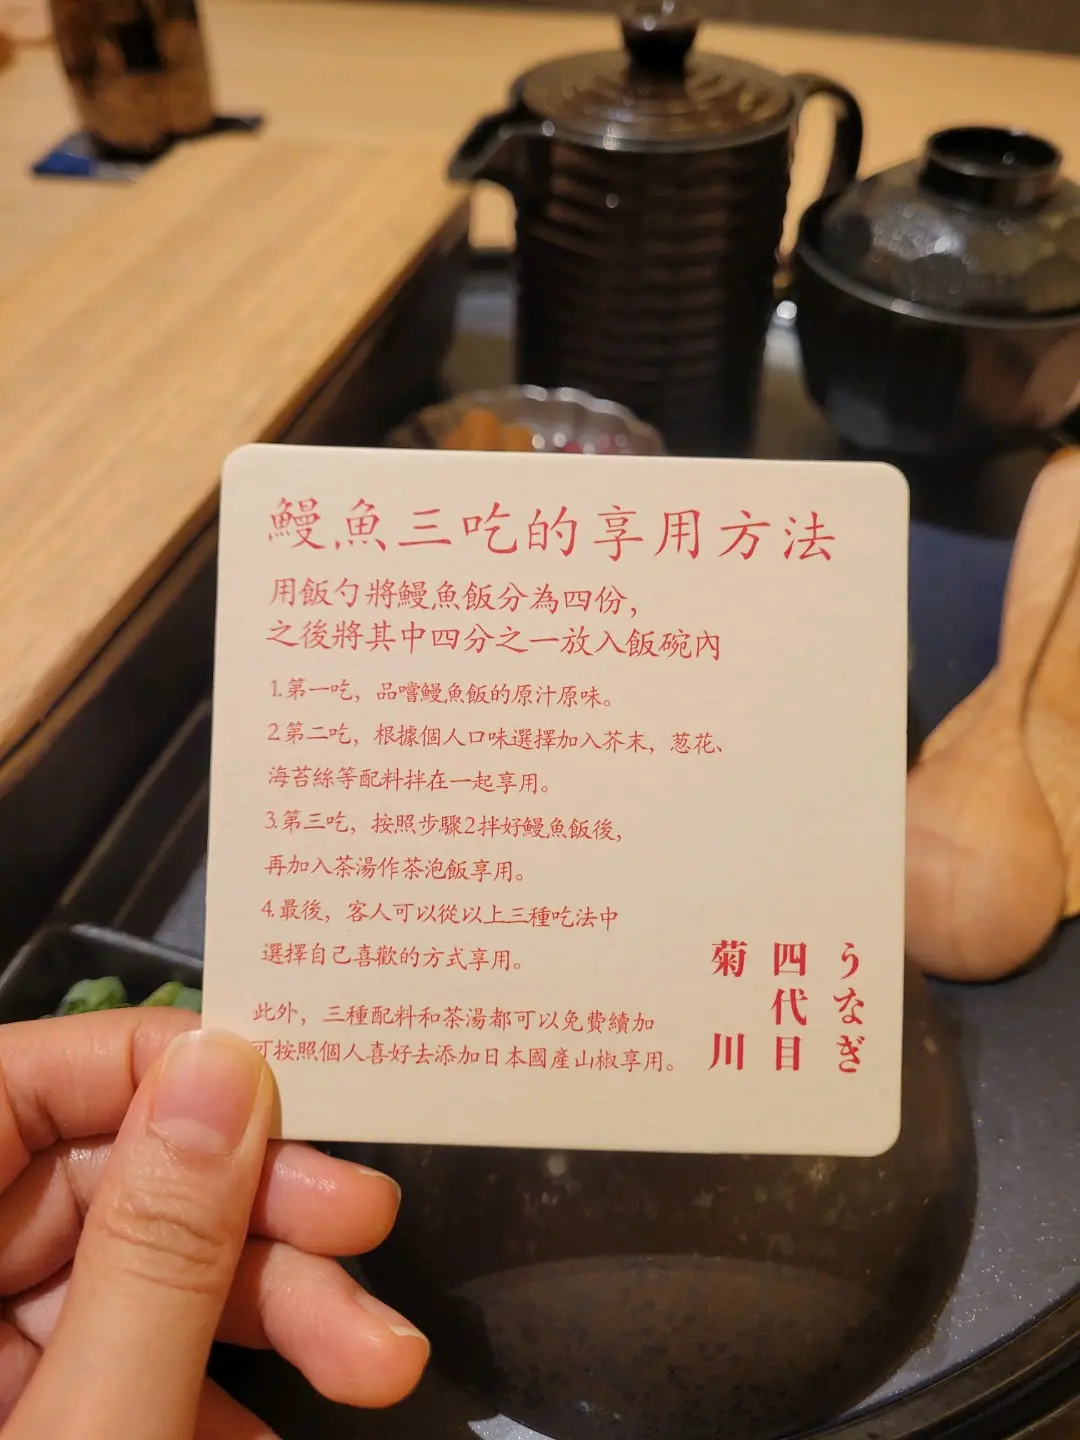 鰻魚三吃的享用方法
用飯勺將鰻魚飯分為四份，
之後將其中四分之一放入飯碗內
1.第一吃，品嚐鰻魚飯的原汁原味。
2.第二吃，根據個人口味選擇加入芥末，葱花、
海苔絲等配料拌在一起享用。
3.第三吃，按照步驟2拌好鰻魚飯後，
再加入茶湯作茶泡飯享用。
4.最後，客人可以從以上三種吃法中
選擇自己喜歡的方式享用。
此外，三種配料和茶湯都可以免費續加
可按照個人喜好去添加日本國產山椒享用。
うなぎ
四代目
菊川